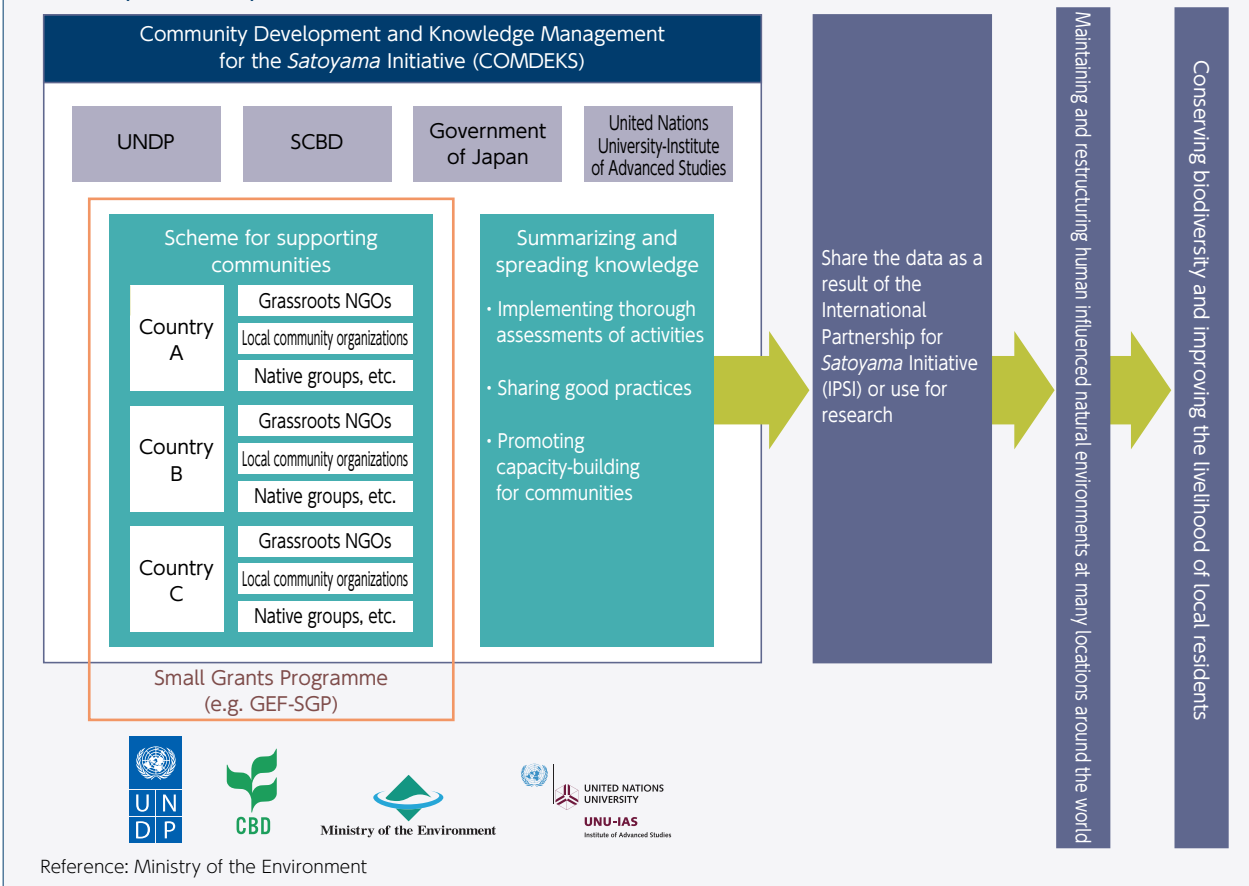 Community Development and Knowledge Management
for the Satoyama Initiative (COMDEKS)
UNDP
SCBD
Government
of Japan
United Nations
University-Institute
of Advanced Studies
Scheme for supporting
communities
Country
A
Grassroots NGOs
Local community organizations
Native groups, etc.
Country
B
Grassroots NGOs
Local community organizations
Native groups, etc.
Country
C
Grassroots NGOs
Local community organizations
Native groups, etc.
Small Grants Programme
(e.g. GEF-SGP)
Summarizing and
spreading knowledge
・Implementing thorough
assessments of activities
・Sharing good practices
・Promoting
capacity-building
for communities
Share the data as a
result of the
International
Partnership for
Satoyama Initiative
(IPSI) or use for
research
Maintaining and restructuring human influenced natural environments at many locations around the world
Conserving biodiversity and improving the livelihood of local residents
U N
D P
CBD
Ministry of the Environment
UNITED NATIONS
UNIVERSITY
UNU-IAS
Institute of Advanced Studies
Reference: Ministry of the Environment